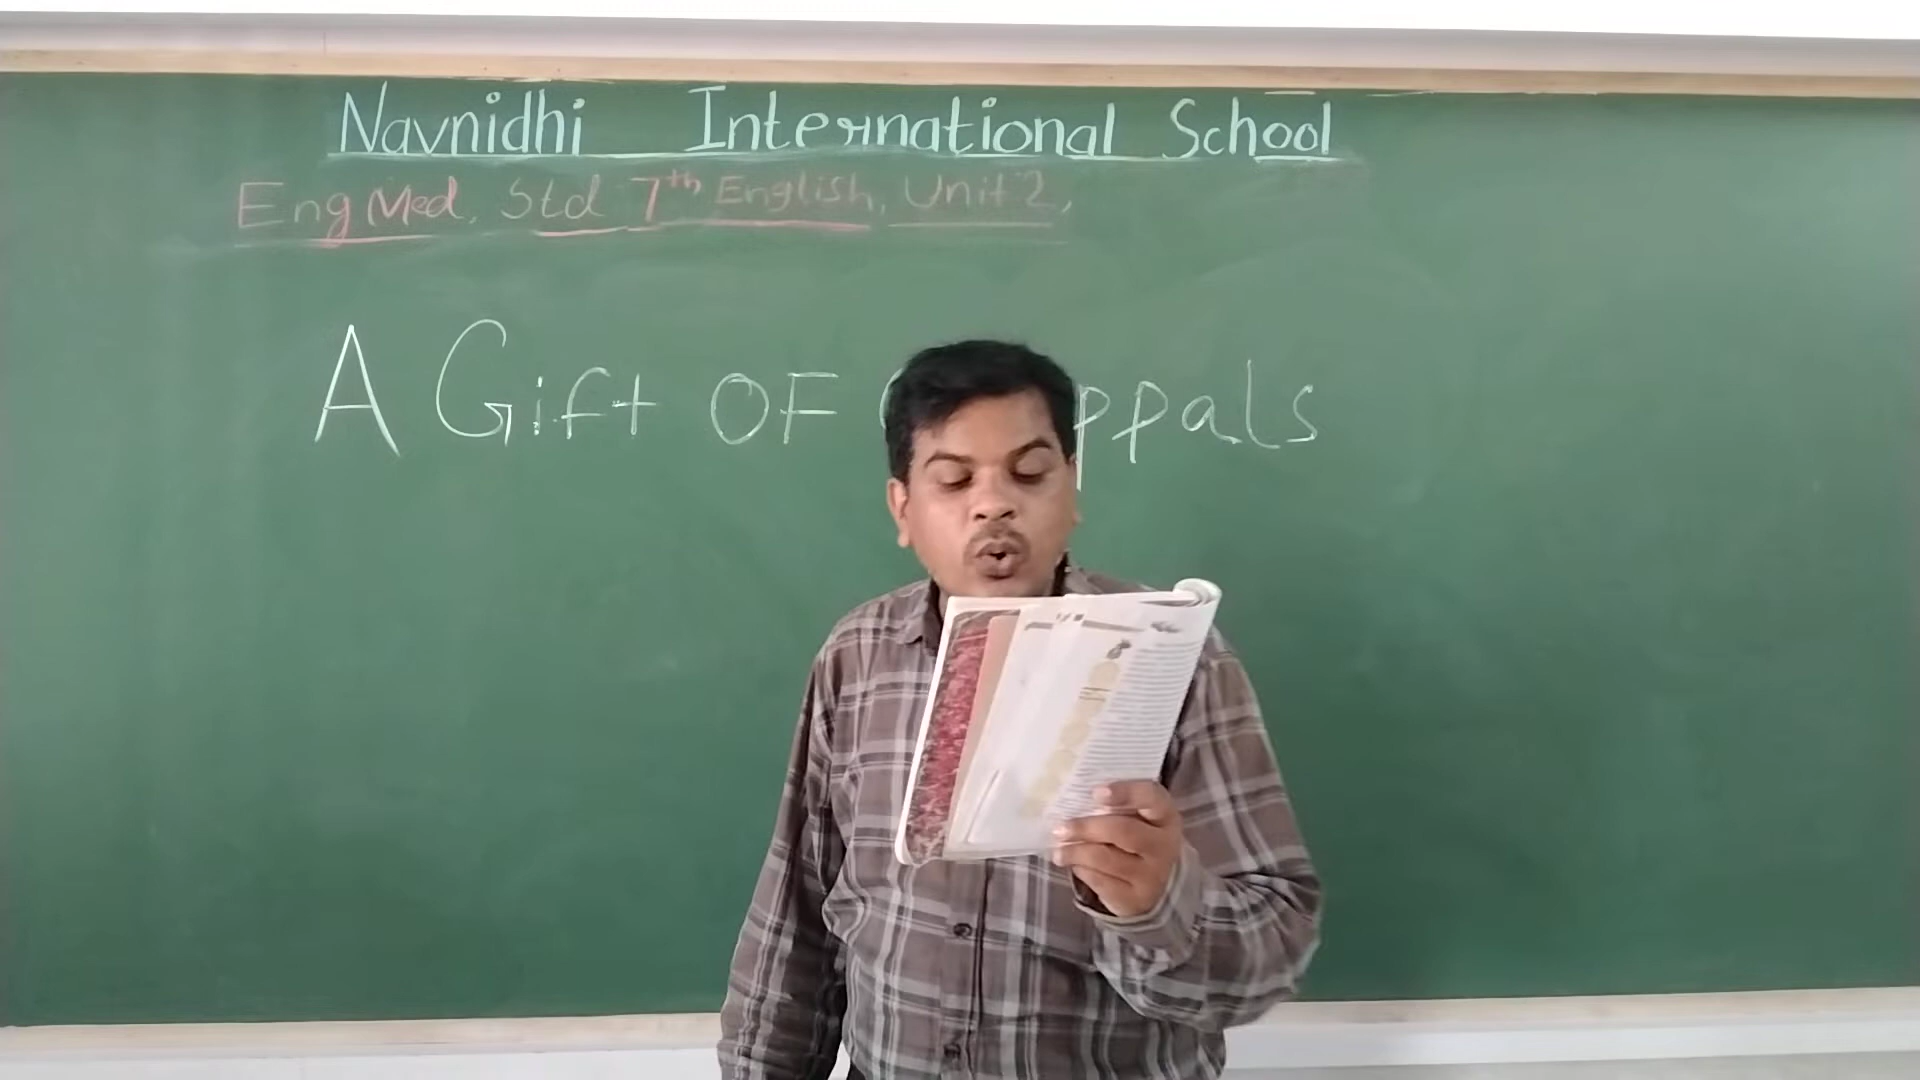 Navnidhi International School
Eng Med, Std 7th English, Unit 2,
A Gift OF ppals